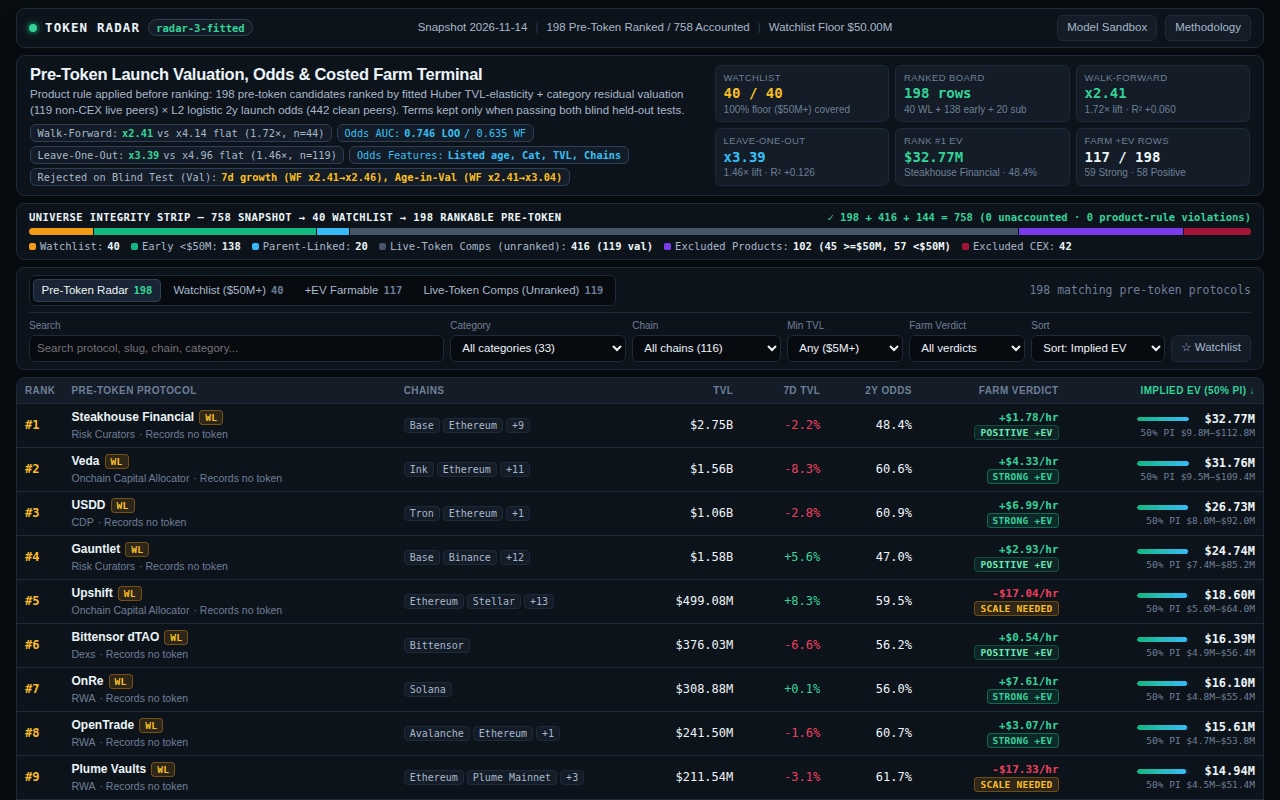 TOKEN RADAR radar-3-fitted Snapshot 2026-11-14 | 198 Pre-Token Ranked / 758 Accounted | Watchlist Floor $50.00M Model Sandbox Methodology
Pre-Token Launch Valuation, Odds & Costed Farm Terminal
Product rule applied before ranking: 198 pre-token candidates ranked by fitted Huber TVL-elasticity + category residual valuation
(119 non-CEX live peers) × L2 logistic 2y launch odds (442 clean peers). Terms kept only when passing both blind held-out tests.
Walk-Forward: x2.41 vs x4.14 flat (1.72×, n=44) Odds AUC: 0.746 LOO / 0.635 WF
Leave-One-Out: x3.39 vs x4.96 flat (1.46×, n=119) Odds Features: Listed age, Cat, TVL, Chains
Rejected on Blind Test (Val): 7d growth (WF x2.41→x2.46), Age-in-Val (WF x2.41→x3.04)
WATCHLIST
40 / 40
100% floor ($50M+) covered
RANKED BOARD
198 rows
40 WL + 138 early + 20 sub
WALK-FORWARD
x2.41
1.72× lift · R² +0.060
LEAVE-ONE-OUT
x3.39
1.46× lift · R² +0.126
RANK #1 EV
$32.77M
Steakhouse Financial · 48.4%
FARM +EV ROWS
117 / 198
59 Strong · 58 Positive
UNIVERSE INTEGRITY STRIP — 758 SNAPSHOT → 40 WATCHLIST → 198 RANKABLE PRE-TOKEN ✓ 198 + 416 + 144 = 758 (0 unaccounted · 0 product-rule violations)
Watchlist: 40 Early <$50M: 138 Parent-Linked: 20 Live-Token Comps (unranked): 416 (119 val) Excluded Products: 102 (45 >=$50M, 57 <$50M) Excluded CEX: 42
Pre-Token Radar 198 Watchlist ($50M+) 40 +EV Farmable 117 Live-Token Comps (Unranked) 119 198 matching pre-token protocols
Search Category Chain Min TVL Farm Verdict Sort
Search protocol, slug, chain, category... All categories (33) All chains (116) Any ($5M+) All verdicts Sort: Implied EV ☆ Watchlist
RANK PRE-TOKEN PROTOCOL CHAINS TVL 7D TVL 2Y ODDS FARM VERDICT IMPLIED EV (50% PI) ↓
#1 Steakhouse Financial WL Base Ethereum +9 $2.75B -2.2% 48.4% +$1.78/hr $32.77M
Risk Curators · Records no token POSITIVE +EV 50% PI $9.8M–$112.8M
#2 Veda WL Ink Ethereum +11 $1.56B -8.3% 60.6% +$4.33/hr $31.76M
Onchain Capital Allocator · Records no token STRONG +EV 50% PI $9.5M–$109.4M
#3 USDD WL Tron Ethereum +1 $1.06B -2.8% 60.9% +$6.99/hr $26.73M
CDP · Records no token STRONG +EV 50% PI $8.0M–$92.0M
#4 Gauntlet WL Base Binance +12 $1.58B +5.6% 47.0% +$2.93/hr $24.74M
Risk Curators · Records no token POSITIVE +EV 50% PI $7.4M–$85.2M
#5 Upshift WL Ethereum Stellar +13 $499.08M +8.3% 59.5% -$17.04/hr $18.60M
Onchain Capital Allocator · Records no token SCALE NEEDED 50% PI $5.6M–$64.0M
#6 Bittensor dTAO WL Bittensor $376.03M -6.6% 56.2% +$0.54/hr $16.39M
Dexs · Records no token POSITIVE +EV 50% PI $4.9M–$56.4M
#7 OnRe WL Solana $308.88M +0.1% 56.0% +$7.61/hr $16.10M
RWA · Records no token STRONG +EV 50% PI $4.8M–$55.4M
#8 OpenTrade WL Avalanche Ethereum +1 $241.50M -1.6% 60.7% +$3.07/hr $15.61M
RWA · Records no token STRONG +EV 50% PI $4.7M–$53.8M
#9 Plume Vaults WL Ethereum Plume Mainnet +3 $211.54M -3.1% 61.7% -$17.33/hr $14.94M
RWA · Records no token SCALE NEEDED 50% PI $4.5M–$51.4M